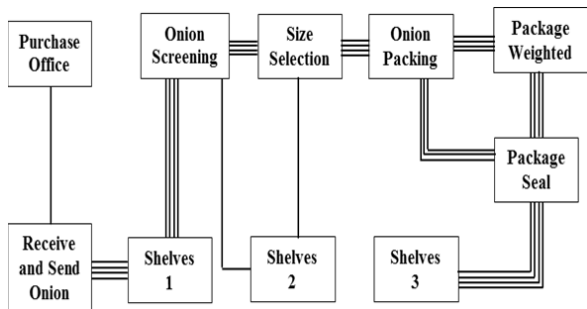 Purchase
Office
Onion
Screening
Size
Selection
Onion
Packing
Package
Weighted
Package
Seal
Receive
and Send
Onion
Shelves
1
Shelves
2
Shelves
3